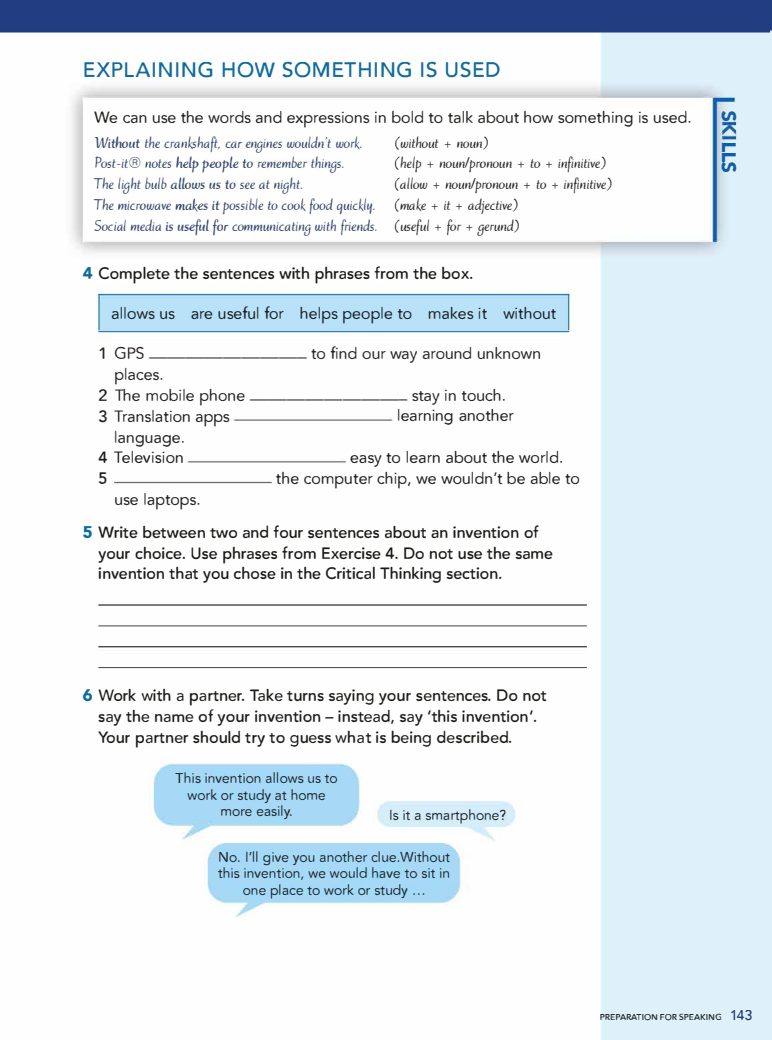 EXPLAINING HOW SOMETHING IS USED
We can use the words and expressions in bold to talk about how something is used.
Without the crankshaft, car engines wouldn't work. (without + noun)
Post-it® notes help people to remember things. (help + noun/pronoun + to + infinitive)
The light bulb allows us to see at night. (allow + noun/pronoun + to + infinitive)
The microwave makes it possible to cook food quickly. (make + it + adjective)
Social media is useful for communicating with friends. (useful + for + gerund)
SKILLS
4 Complete the sentences with phrases from the box.
allows us are useful for helps people to makes it without
1 GPS ____________________ to find our way around unknown
places.
2 The mobile phone ____________________ stay in touch.
3 Translation apps ____________________ learning another
language.
4 Television ____________________ easy to learn about the world.
5 ____________________ the computer chip, we wouldn't be able to
use laptops.
5 Write between two and four sentences about an invention of
your choice. Use phrases from Exercise 4. Do not use the same
invention that you chose in the Critical Thinking section.
6 Work with a partner. Take turns saying your sentences. Do not
say the name of your invention – instead, say 'this invention'.
Your partner should try to guess what is being described.
This invention allows us to
work or study at home
more easily.
Is it a smartphone?
No. I'll give you another clue.Without
this invention, we would have to sit in
one place to work or study ...
PREPARATION FOR SPEAKING 143